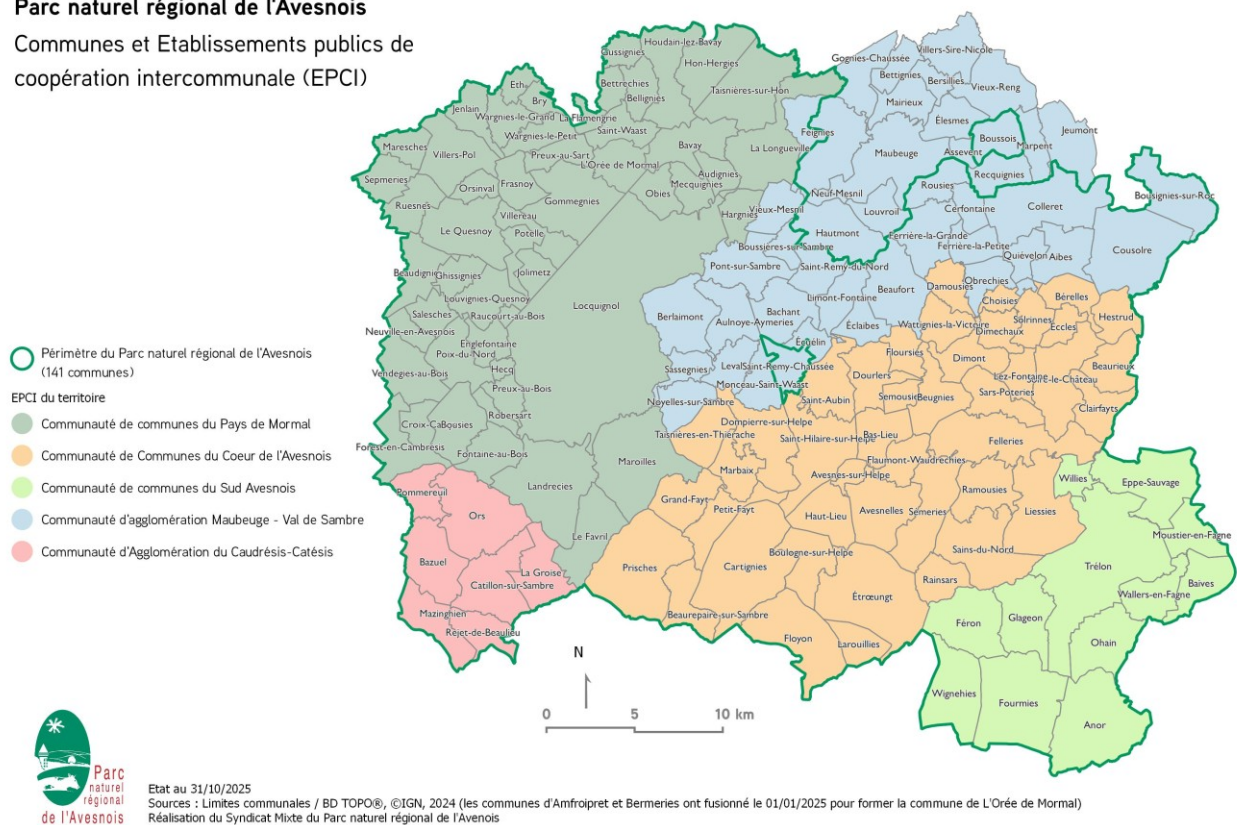 Parc naturel régional de l'Avesnois
Communes et Etablissements publics de
coopération intercommunale (EPCI)
Gussignies
Houdain-lez-Bavay
Hon-Hergies
Bettrechies
Bellignies
Taisnières-sur-Hon
Eth
Bry
Jenlain
Wargnies-le-Grand
La Flamengrie
Wargnies-le-Petit
Saint-Waast
Maresches
Villers-Pol
Preux-au-Sart
L'Orée de Mormal
Bavay
La Longueville
Feignies
Sepmeries
Orsinval
Frasnoy
Audignies
Mecquignies
Obies
Ruesnes
Gommegnies
Villereau
Hargnies
Vieux-Mesnil
Le Quesnoy
Potelle
Beaudignies
Ghissignies
Jolimetz
Louvignies-Quesnoy
Locquignol
Salesches
Raucourt-au-Bois
Neuville-en-Avesnois
Englefontaine
Poix-du-Nord
Vendegies-au-Bois
Hecq
Preux-au-Bois
Robersart
Croix-Ca
Bousies
Forest-en-Cambrésis
Fontaine-au-Bois
Landrecies
Maroilles
Le Favril
Gognies-Chaussée
Villers-Sire-Nicole
Bettignies
Bersillies
Vieux-Reng
Mairieux
Élesmes
Jeumont
Boussois
Marpent
Maubeuge
Assevent
Recquignies
Neuf-Mesnil
Louvroil
Rousies
Cerfontaine
Colleret
Bousignies-sur-Roc
Hautmont
Ferrière-la-Grande
Ferrière-la-Petite
Cousolre
Boussières-sur-Sambre
Quiévelon
Aibes
Pont-sur-Sambre
Saint-Remy-du-Nord
Obrechies
Limont-Fontaine
Beaufort
Damousies
Choisies
Bérelles
Berlaimont
Bachant
Aulnoye-Aymeries
Éclaibes
Wattignies-la-Victoire
Dimechaux
Solrinnes
Eccles
Hestrud
Écuélin
Sassegnies
Leval
Saint-Remy-Chaussée
Floursies
Dimont
Beaurieux
Monceau-Saint-Waast
Dourlers
Lez-Fontaine
Solre-le-Château
Noyelles-sur-Sambre
Saint-Aubin
Semousies
Beugnies
Sars-Poteries
Clairfayts
Dompierre-sur-Helpe
Taisnières-en-Thiérache
Saint-Hilaire-sur-Helpe
Bas-Lieu
Felleries
Marbaix
Avesnes-sur-Helpe
Flaumont-Waudrechies
Willies
Eppe-Sauvage
Grand-Fayt
Petit-Fayt
Haut-Lieu
Avesnelles
Sémeries
Ramousies
Liessies
Moustier-en-Fagne
Prisches
Cartignies
Boulogne-sur-Helpe
Sains-du-Nord
Trélon
Étrœungt
Rainsars
Wallers-en-Fagne
Baives
Beaurepaire-sur-Sambre
Floyon
Larouillies
Féron
Glageon
Ohain
Wignehies
Fourmies
Anor
Pommereuil
Ors
Bazuel
La Groise
Catillon-sur-Sambre
Mazinghien
Rejet-de-Beaulieu
Périmètre du Parc naturel régional de l'Avesnois
(141 communes)
EPCI du territoire
Communauté de communes du Pays de Mormal
Communauté de Communes du Coeur de l'Avesnois
Communauté de communes du Sud Avesnois
Communauté d'agglomération Maubeuge - Val de Sambre
Communauté d'Agglomération du Caudrésis-Catésis
N
0 5 10 km
Parc
naturel
régional
de l'Avesnois
Etat au 31/10/2025
Sources : Limites communales / BD TOPO®, ©IGN, 2024 (les communes d'Amfroipret et Bermeries ont fusionné le 01/01/2025 pour former la commune de L'Orée de Mormal)
Réalisation du Syndicat Mixte du Parc naturel régional de l'Avenois